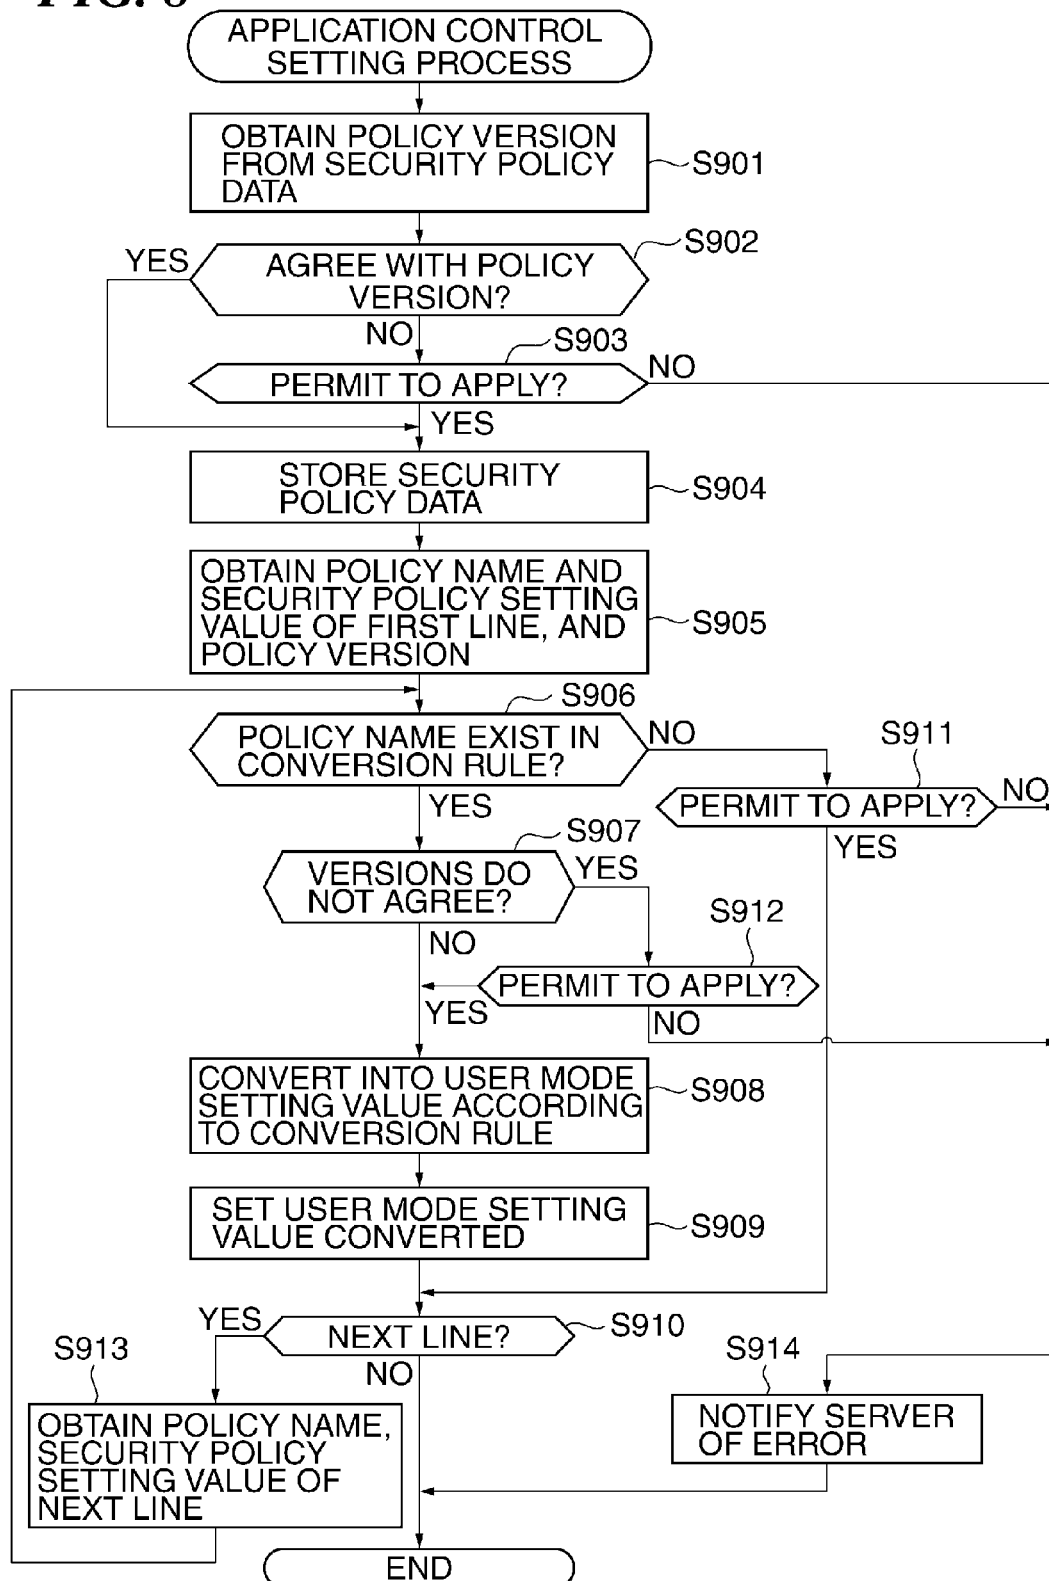 APPLICATION CONTROL
SETTING PROCESS
OBTAIN POLICY VERSION
FROM SECURITY POLICY
DATA
S901
S902
YES
AGREE WITH POLICY
VERSION?
NO
S903
PERMIT TO APPLY?
NO
YES
STORE SECURITY
POLICY DATA
S904
OBTAIN POLICY NAME AND
SECURITY POLICY SETTING
VALUE OF FIRST LINE, AND
POLICY VERSION
S905
S906
POLICY NAME EXIST IN
CONVERSION RULE?
NO
S911
YES
PERMIT TO APPLY?
NO
YES
S907
VERSIONS DO
NOT AGREE?
YES
S912
NO
PERMIT TO APPLY?
YES
NO
CONVERT INTO USER MODE
SETTING VALUE ACCORDING
TO CONVERSION RULE
S908
SET USER MODE SETTING
VALUE CONVERTED
S909
YES
NEXT LINE?
S910
NO
S913
OBTAIN POLICY NAME,
SECURITY POLICY
SETTING VALUE OF
NEXT LINE
S914
NOTIFY SERVER
OF ERROR
END